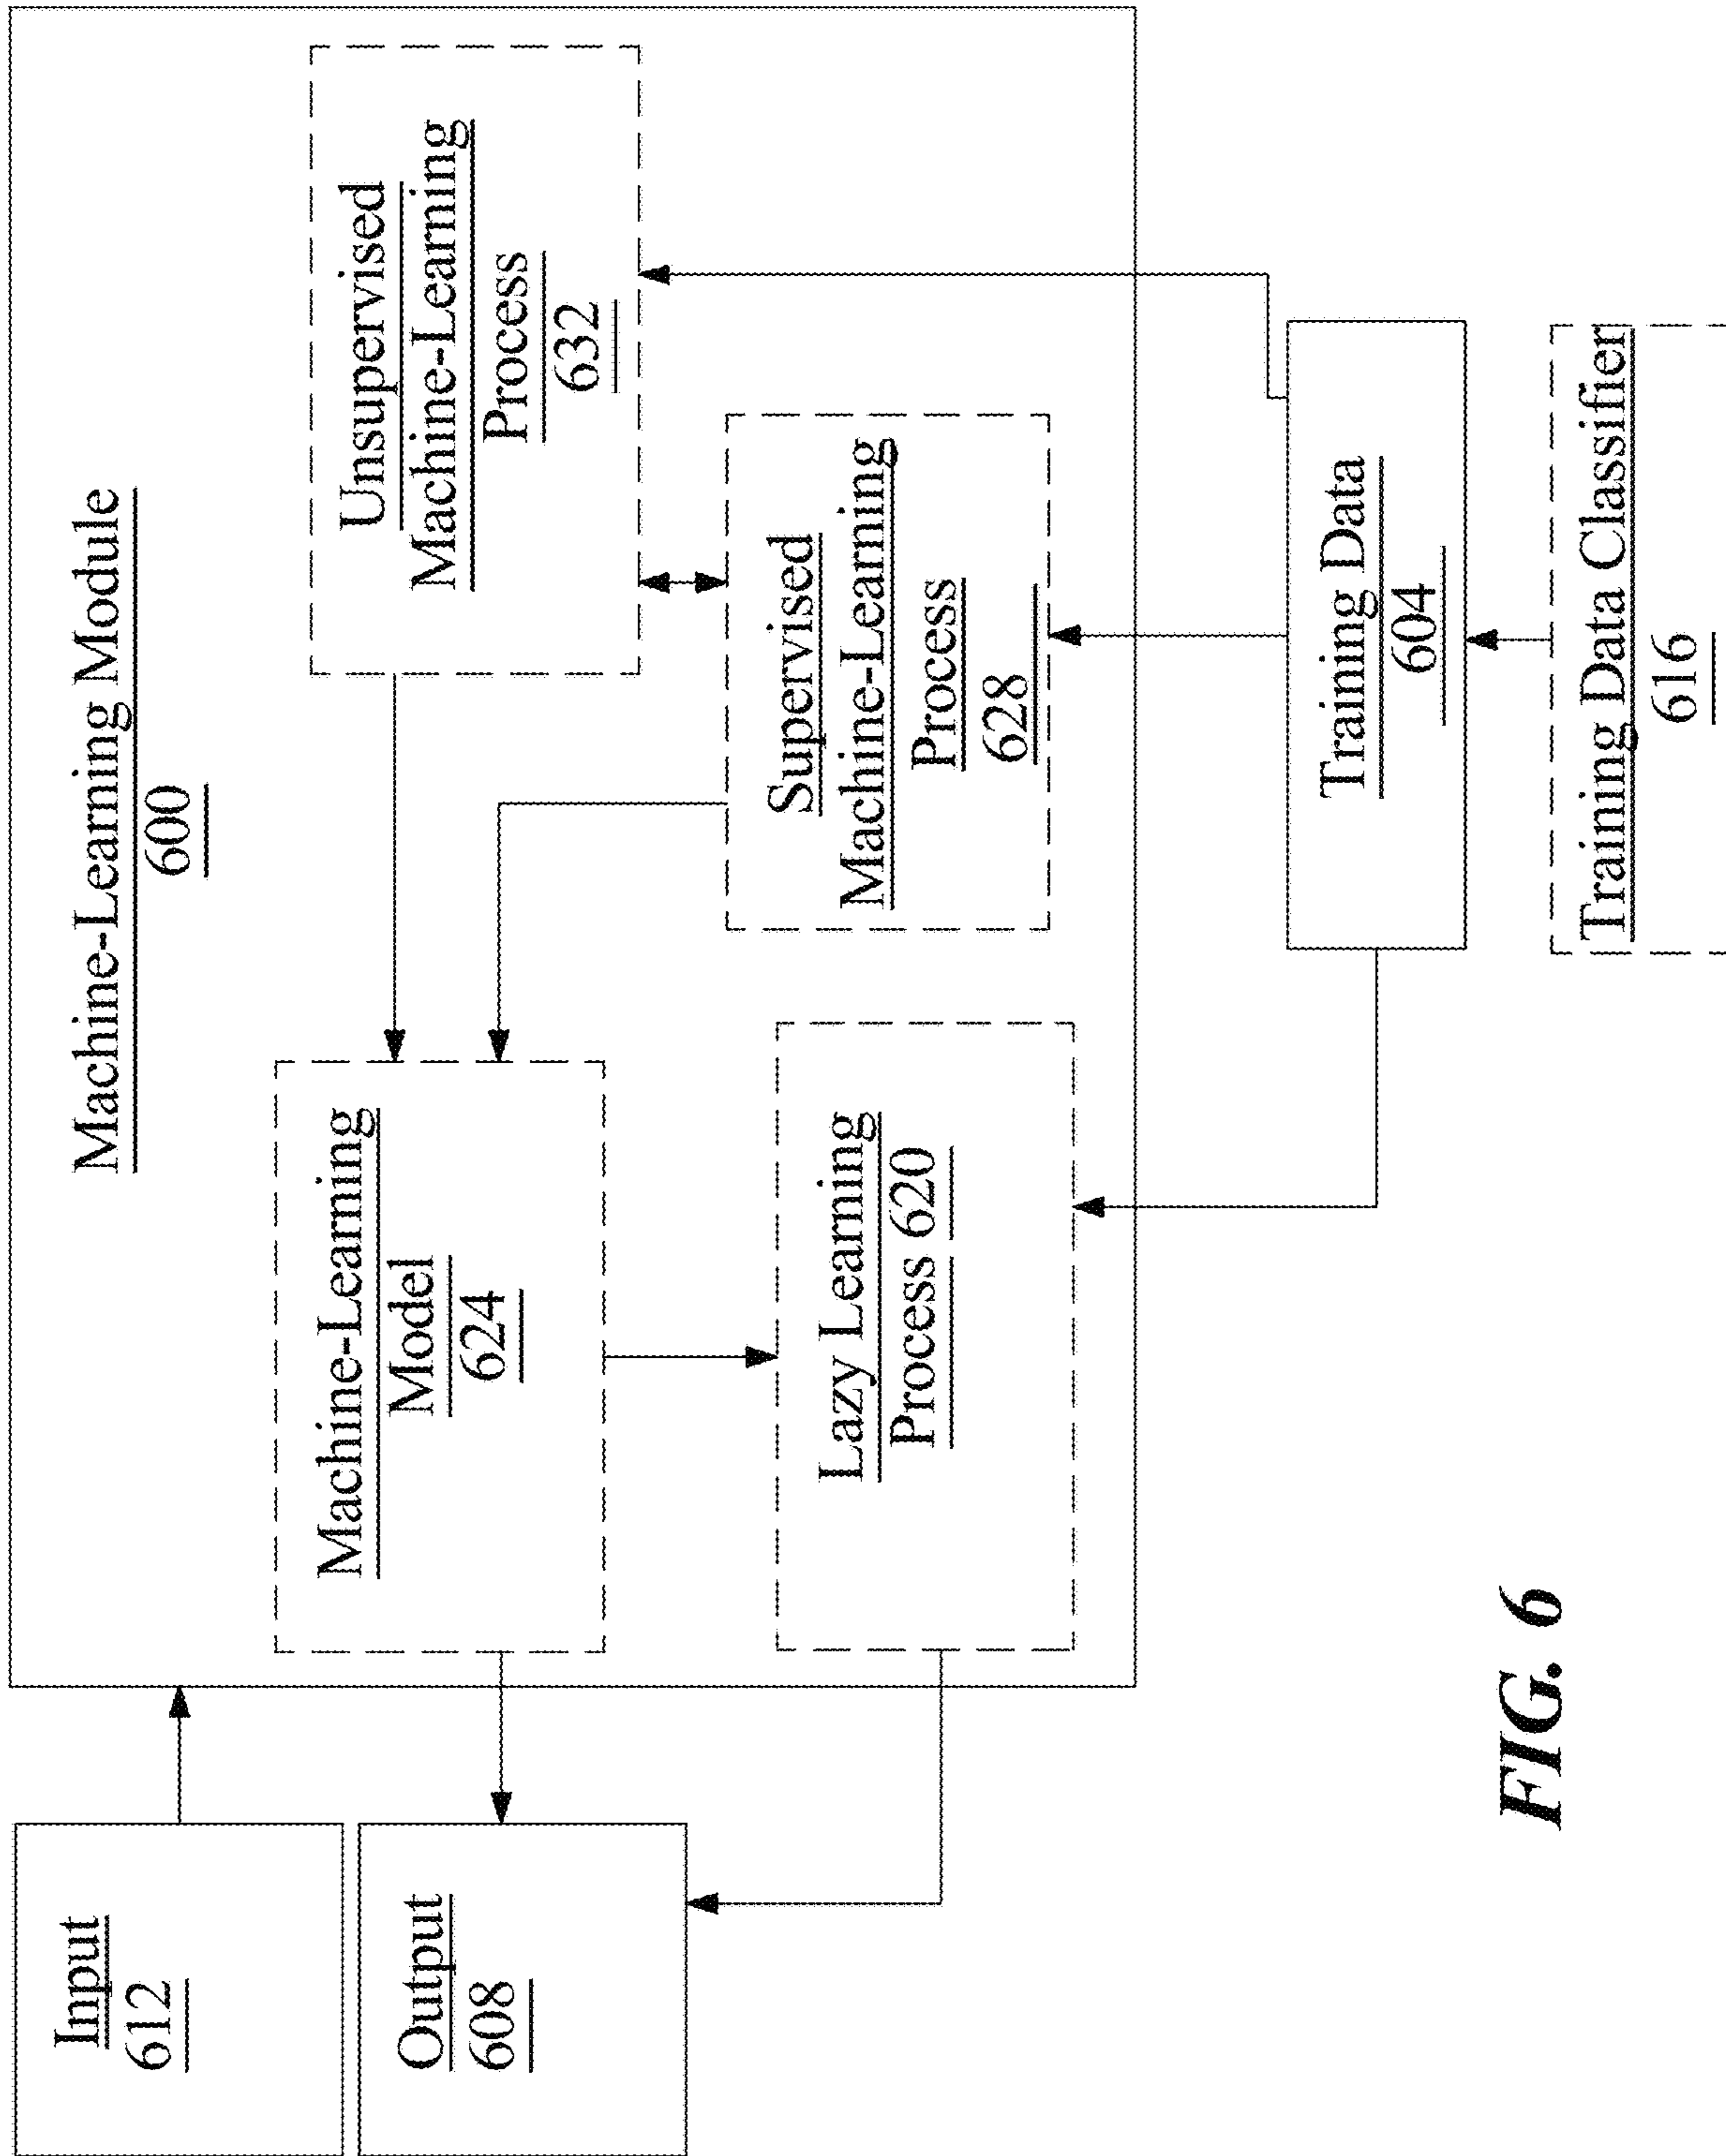 Machine-Learning Module
600
Input
612
Output
608
Machine-Learning
Model
624
Unsupervised
Machine-Learning
Process
632
Lazy Learning
Process 620
Supervised
Machine-Learning
Process
628
Training Data
604
Training Data Classifier
616
FIG. 6